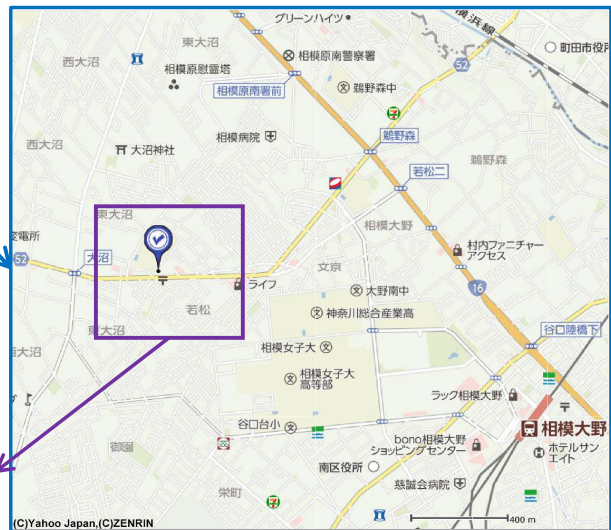 グリーンハイツ
横浜線
町田市役所
東大沼
西大沼
相模原南警察署
52
相模原慰霊塔
相模原南署前
鵜野森中
西大沼
大沼神社
相模病院
鵜野森
鵜野森
若松二
東大沼
相模大野
変電所
52
大沼
村内ファニチャー
アクセス
文京
ライフ
大野南中
若松
16
神奈川総合産業高
谷口陸橋下
東大沼
相模女子大
相模女子大
高等部
ラック相模大野
谷口台小
相模大野
御園
bono相模大野
ショッピングセンター
ホテルサン
エイト
南区役所
栄町
慈誠会病院
400 m
(C)Yahoo Japan,(C)ZENRIN